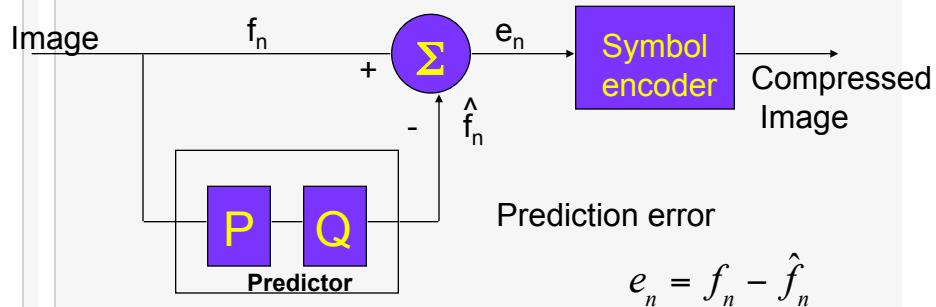 Image
fₙ
eₙ
+
Σ
Symbol
encoder
Compressed
Image
-
f̂ₙ
P
Q
Predictor
Prediction error
eₙ = fₙ − f̂ₙ